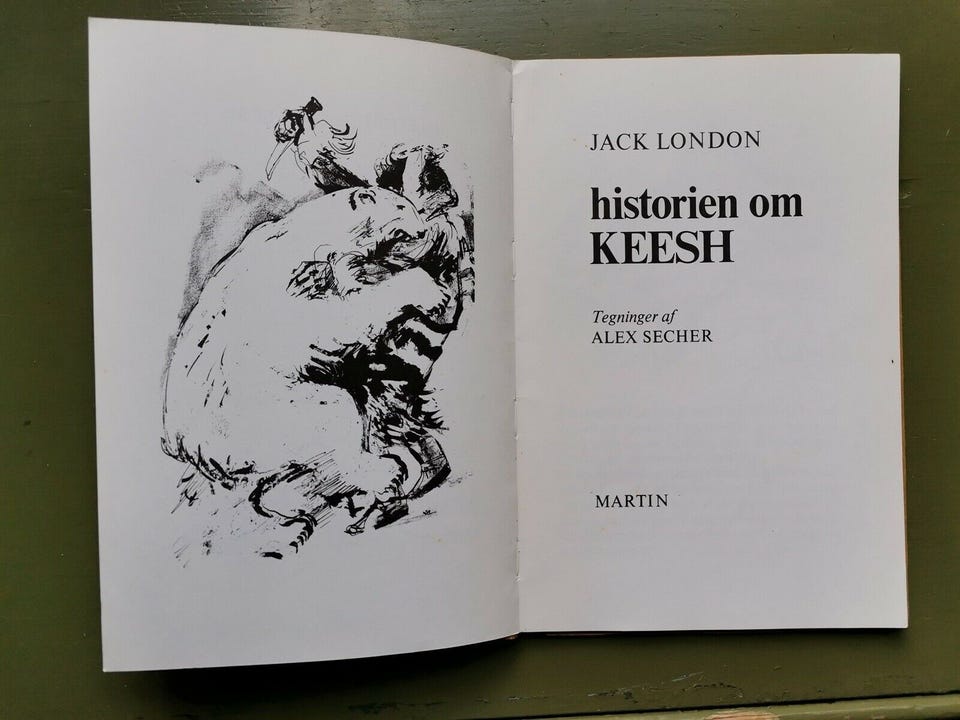 JACK LONDON
historien om
KEESH
Tegninger af
ALEX SECHER
MARTIN